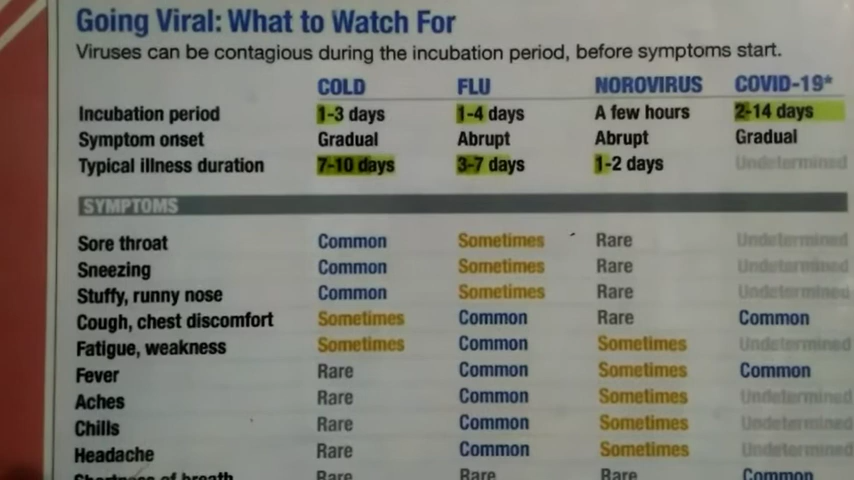 Going Viral: What to Watch For
Viruses can be contagious during the incubation period, before symptoms start.
COLD FLU NOROVIRUS COVID-19*
Incubation period 1-3 days 1-4 days A few hours 2-14 days
Symptom onset Gradual Abrupt Abrupt Gradual
Typical illness duration 7-10 days 3-7 days 1-2 days Undetermined
SYMPTOMS
Sore throat Common Sometimes Rare Undetermined
Sneezing Common Sometimes Rare Undetermined
Stuffy, runny nose Common Sometimes Rare Undetermined
Cough, chest discomfort Sometimes Common Rare Common
Fatigue, weakness Sometimes Common Sometimes Undetermined
Fever Rare Common Sometimes Common
Aches Rare Common Sometimes Undetermined
Chills Rare Common Sometimes Undetermined
Headache Rare Common Sometimes Undetermined
Shortness of breath Rare Rare Rare Common